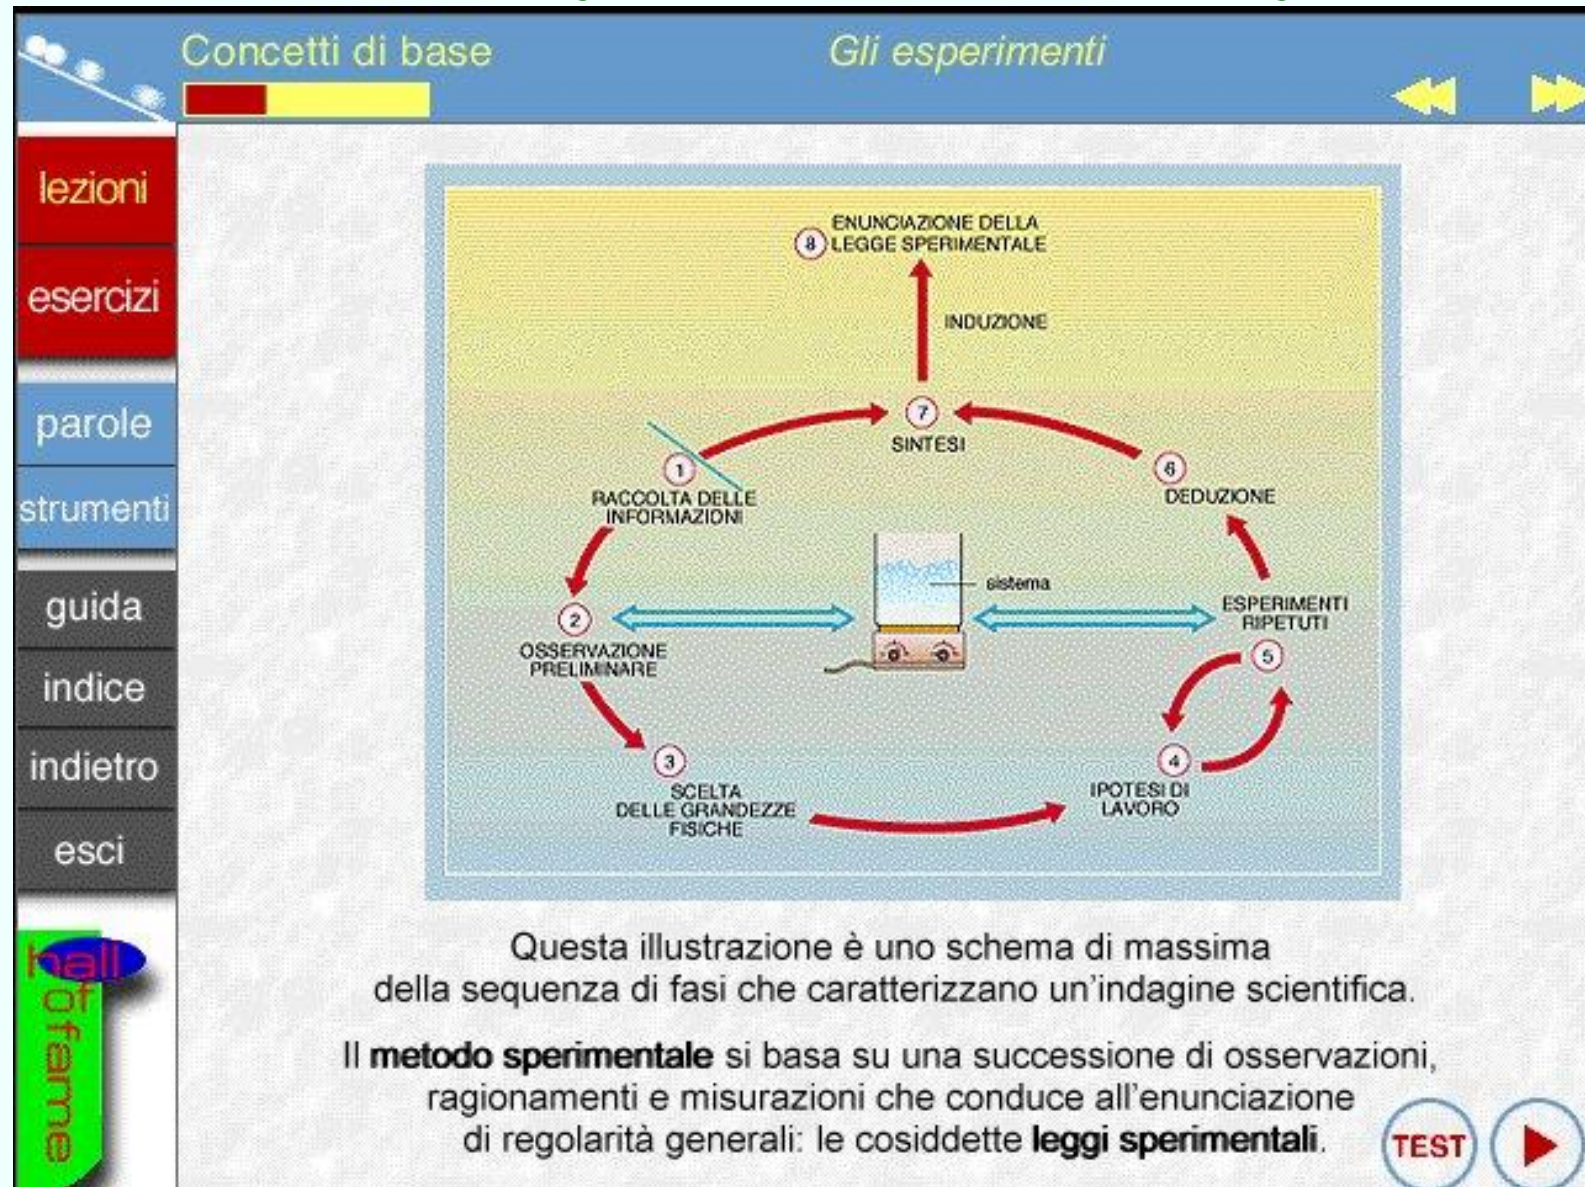 Concetti di base
Gli esperimenti
lezioni
esercizi
parole
strumenti
guida
indice
indietro
esci
hall
of farme
ENUNCIAZIONE DELLA
8 LEGGE SPERIMENTALE
INDUZIONE
7
SINTESI
1
RACCOLTA DELLE
INFORMAZIONI
6
DEDUZIONE
sistema
2
OSSERVAZIONE
PRELIMINARE
ESPERIMENTI
RIPETUTI
5
3
SCELTA
DELLE GRANDEZZE
FISICHE
4
IPOTESI DI
LAVORO
Questa illustrazione è uno schema di massima
della sequenza di fasi che caratterizzano un'indagine scientifica.
Il metodo sperimentale si basa su una successione di osservazioni,
ragionamenti e misurazioni che conduce all'enunciazione
di regolarità generali: le cosiddette leggi sperimentali.
TEST